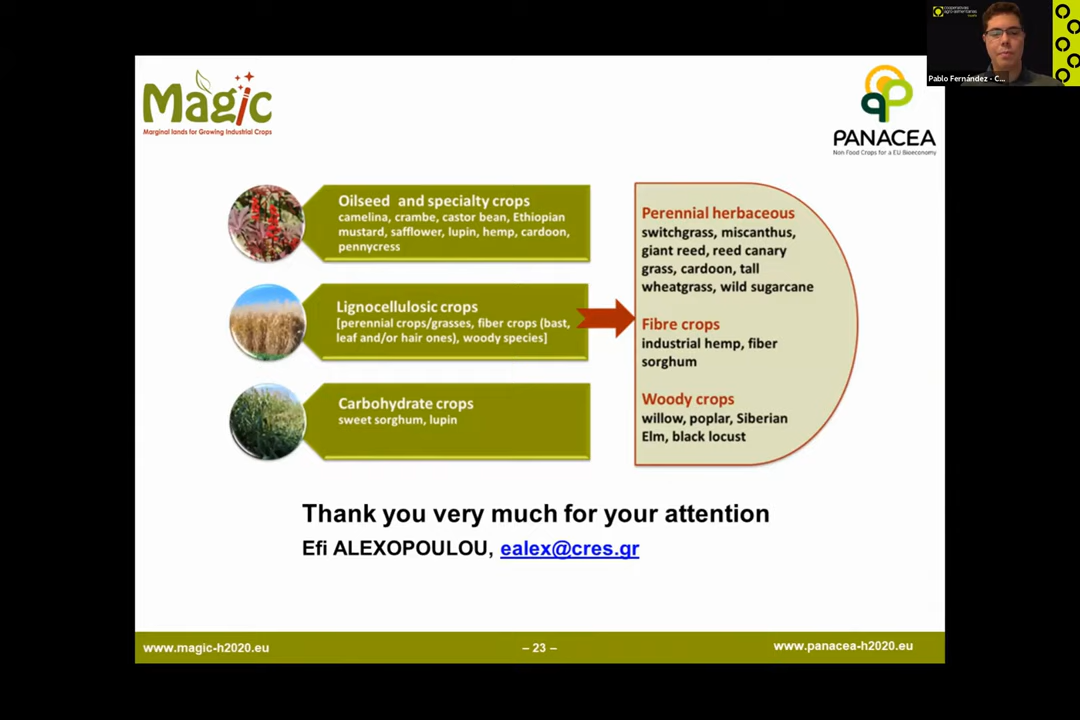 cooperativas
agro-alimentarias
Pablo Fernández - C...
Magic
Marginal lands for Growing Industrial Crops
PANACEA
Non Food Crops for a EU Bioeconomy
Oilseed and specialty crops
camelina, crambe, castor bean, Ethiopian
mustard, safflower, lupin, hemp, cardoon,
pennycress
Lignocellulosic crops
[perennial crops/grasses, fiber crops (bast,
leaf and/or hair ones), woody species]
Carbohydrate crops
sweet sorghum, lupin
Perennial herbaceous
switchgrass, miscanthus,
giant reed, reed canary
grass, cardoon, tall
wheatgrass, wild sugarcane
Fibre crops
industrial hemp, fiber
sorghum
Woody crops
willow, poplar, Siberian
Elm, black locust
Thank you very much for your attention
Efi ALEXOPOULOU, ealex@cres.gr
www.magic-h2020.eu
– 23 –
www.panacea-h2020.eu